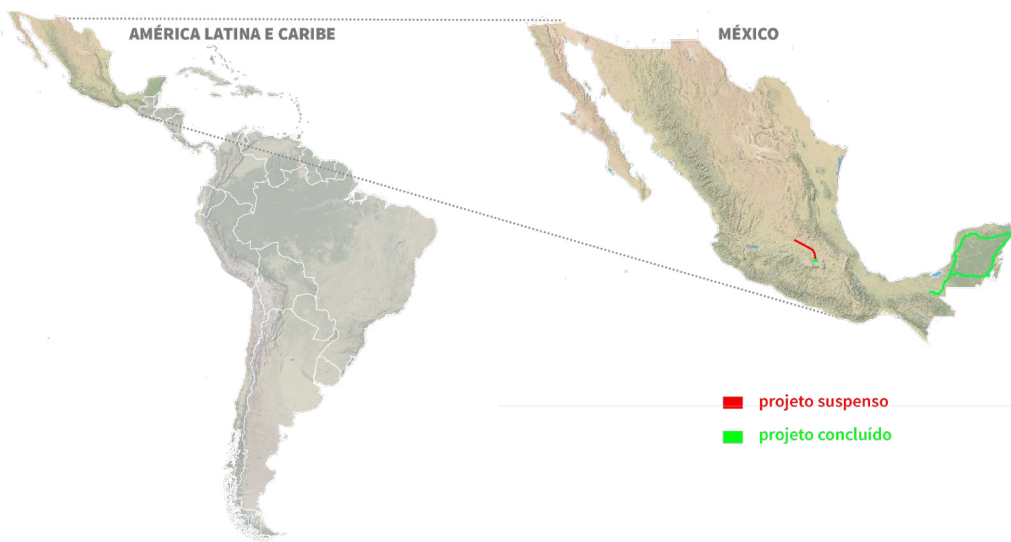 AMÉRICA LATINA E CARIBE
MÉXICO
projeto suspenso
projeto concluído